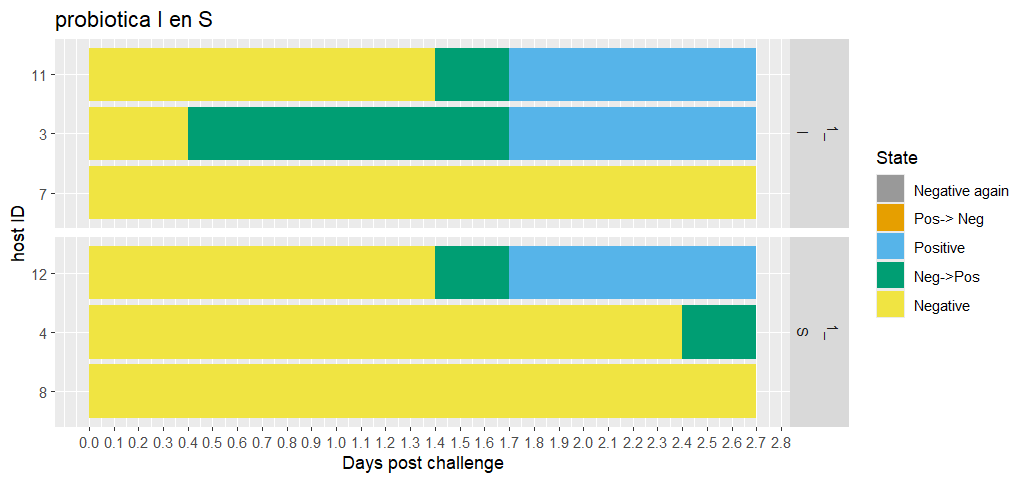 probiotica I en S
host ID
11
3
7
I
1_
12
4
8
S
1_
0.0 0.1 0.2 0.3 0.4 0.5 0.6 0.7 0.8 0.9 1.0 1.1 1.2 1.3 1.4 1.5 1.6 1.7 1.8 1.9 2.0 2.1 2.2 2.3 2.4 2.5 2.6 2.7 2.8
Days post challenge
State
Negative again
Pos-> Neg
Positive
Neg->Pos
Negative